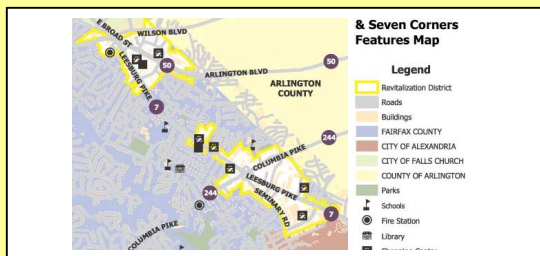 & Seven Corners
Features Map
Legend
Revitalization District
Roads
Buildings
FAIRFAX COUNTY
CITY OF ALEXANDRIA
CITY OF FALLS CHURCH
COUNTY OF ARLINGTON
Parks
Schools
Fire Station
Library
Shopping Center
E BROAD ST
WILSON BLVD
50
LEESBURG PIKE
50
ARLINGTON BLVD
ARLINGTON
COUNTY
7
244
COLUMBIA PIKE
LEESBURG PIKE
SEMINARY RD
244
7
COLUMBIA PIKE